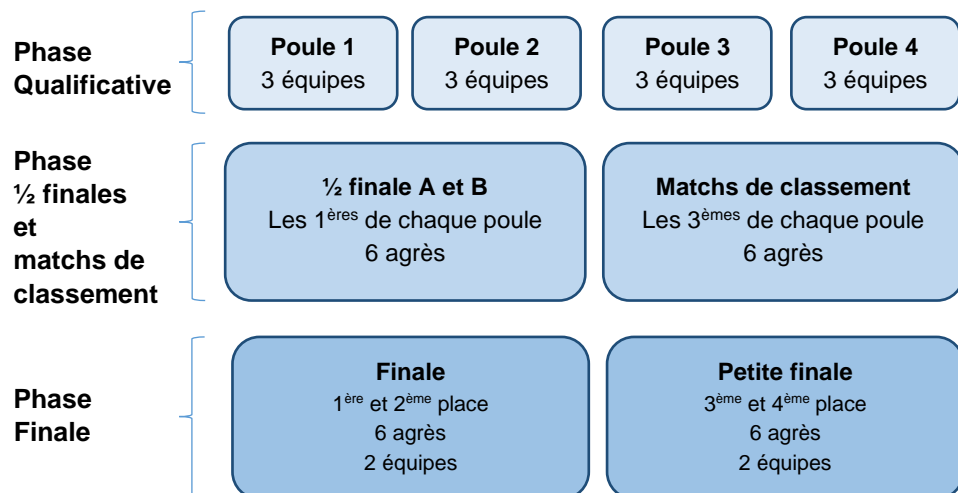 Phase
Qualificative
Poule 1
3 équipes
Poule 2
3 équipes
Poule 3
3 équipes
Poule 4
3 équipes
Phase
½ finales
et
matchs de
classement
½ finale A et B
Les 1ères de chaque poule
6 agrès
Matchs de classement
Les 3èmes de chaque poule
6 agrès
Phase
Finale
Finale
1ère et 2ème place
6 agrès
2 équipes
Petite finale
3ème et 4ème place
6 agrès
2 équipes